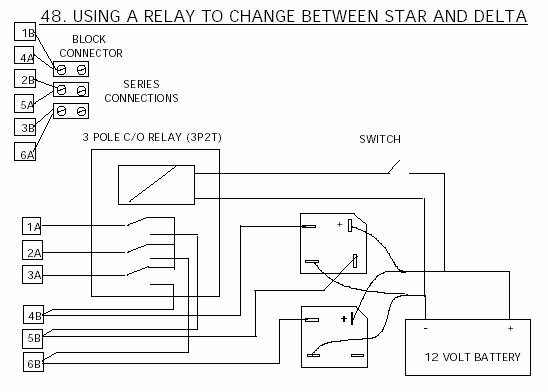 48. USING A RELAY TO CHANGE BETWEEN STAR AND DELTA
1B
BLOCK
CONNECTOR
4A
2B
SERIES
CONNECTIONS
5A
3B
3 POLE C/O RELAY (3P2T)
SWITCH
6A
1A
+
2A
3A
4B
+
5B
- +
6B
12 VOLT BATTERY